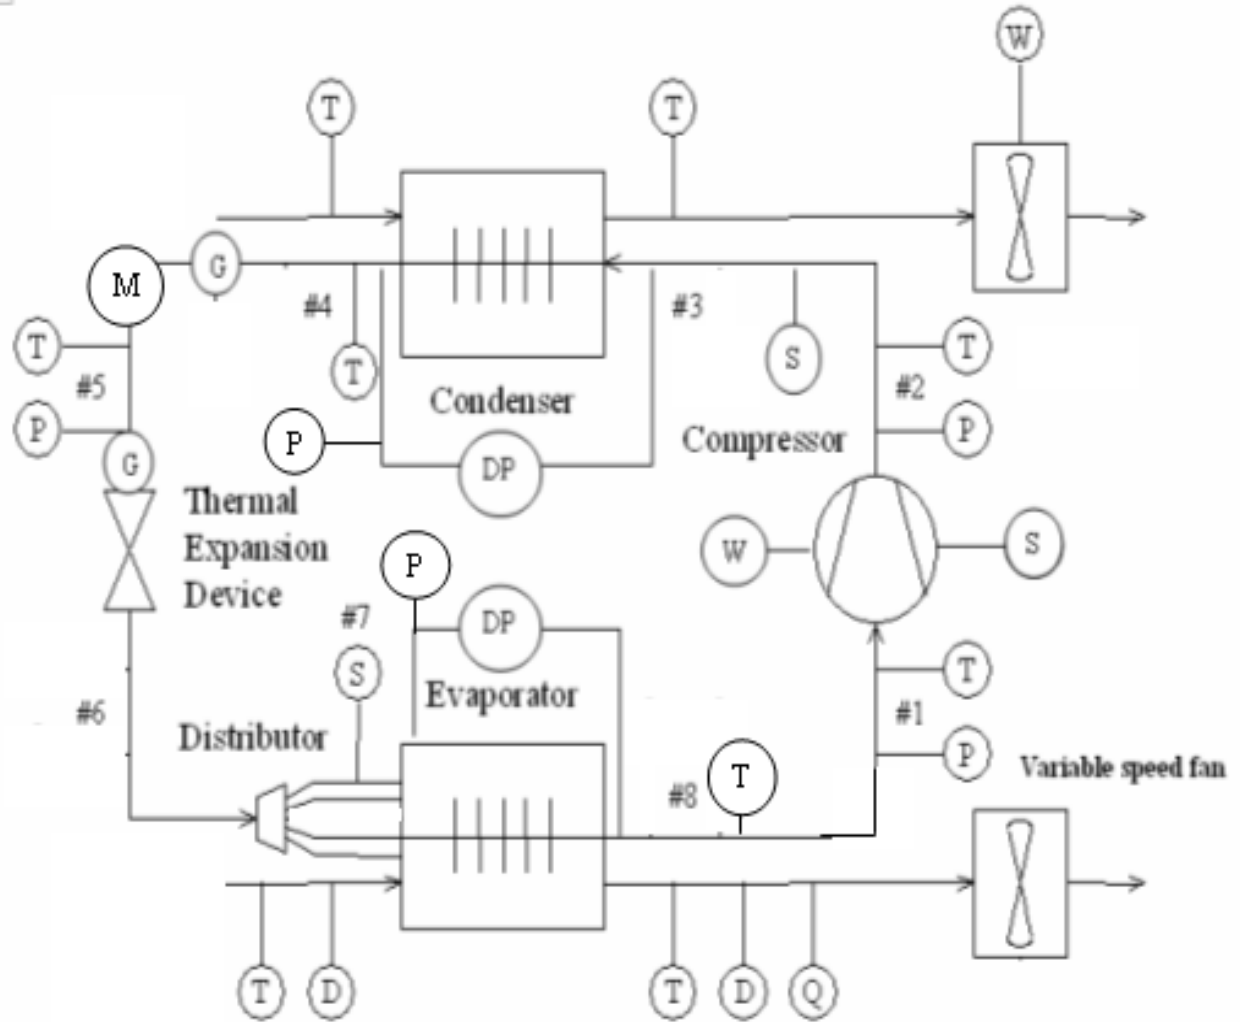 W
T
T
M
G
#4
#3
T
T
S
T
#5
#2
P
P
Condenser
Compressor
P
G
DP
Thermal
Expansion
Device
W
S
P
#7
DP
S
T
Evaporator
#6
#1
Distributor
T
P
Variable speed fan
#8
T
D
T
D
Q